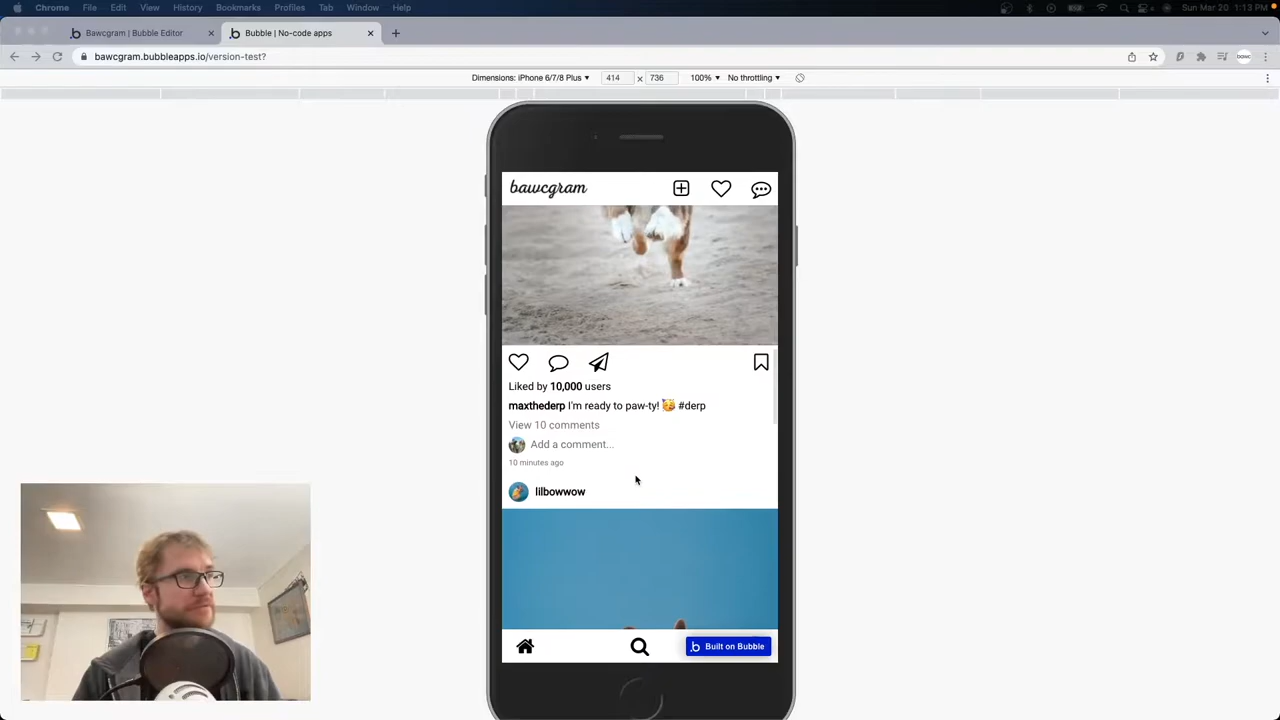 Chrome File Edit View History Bookmarks Profiles Tab Window Help Sun Mar 20 1:13 PM
Bawcgram | Bubble Editor Bubble | No-code apps
bawcgram.bubbleapps.io/version-test?
Dimensions: iPhone 6/7/8 Plus 414 x 736 100% No throttling
bawcgram
Liked by 10,000 users
maxthederp I'm ready to paw-ty! 🥳 #derp
View 10 comments
Add a comment...
10 minutes ago
lilbowwow
Built on Bubble